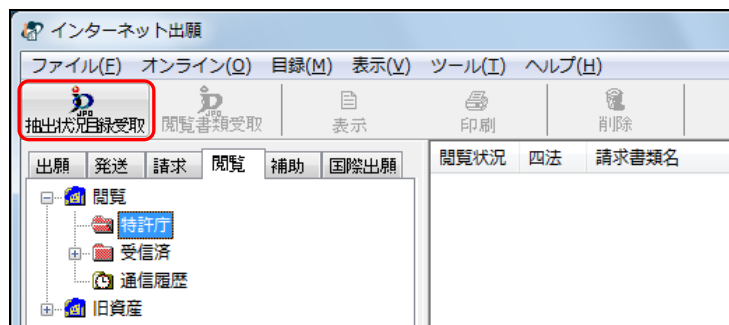 インターネット出願
ファイル(F) オンライン(O) 目録(M) 表示(V) ツール(T) ヘルプ(H)
抽出状況目録受取 閲覧書類受取 表示 印刷 削除
出願 発送 請求 閲覧 補助 国際出願
閲覧状況 四法 請求書類名
閲覧
特許庁
受信済
通信履歴
旧資産